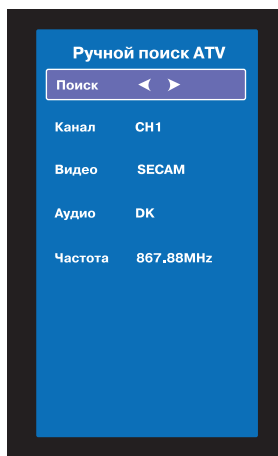 Ручной поиск ATV
Поиск
Канал CH1
Видео SECAM
Аудио DK
Частота 867.88MHz